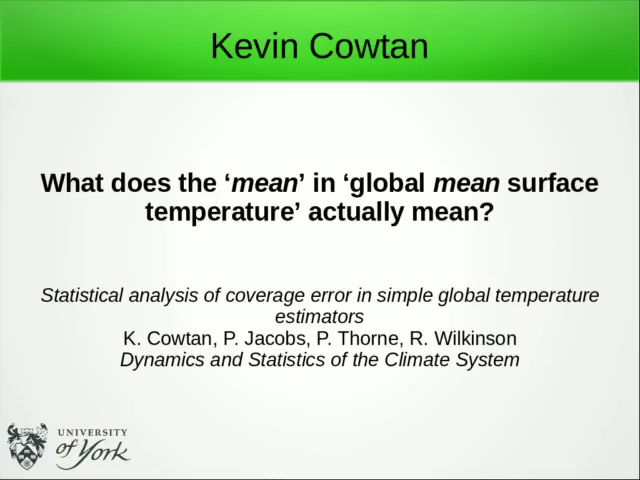 Kevin Cowtan
What does the ‘mean’ in ‘global mean surface
temperature’ actually mean?
Statistical analysis of coverage error in simple global temperature
estimators
K. Cowtan, P. Jacobs, P. Thorne, R. Wilkinson
Dynamics and Statistics of the Climate System
UNIVERSITY
of York